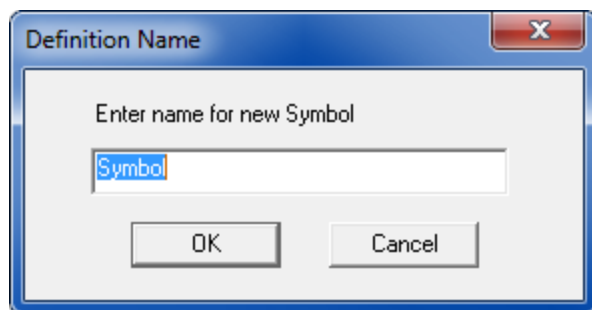 Definition Name
Enter name for new Symbol
Symbol
OK
Cancel